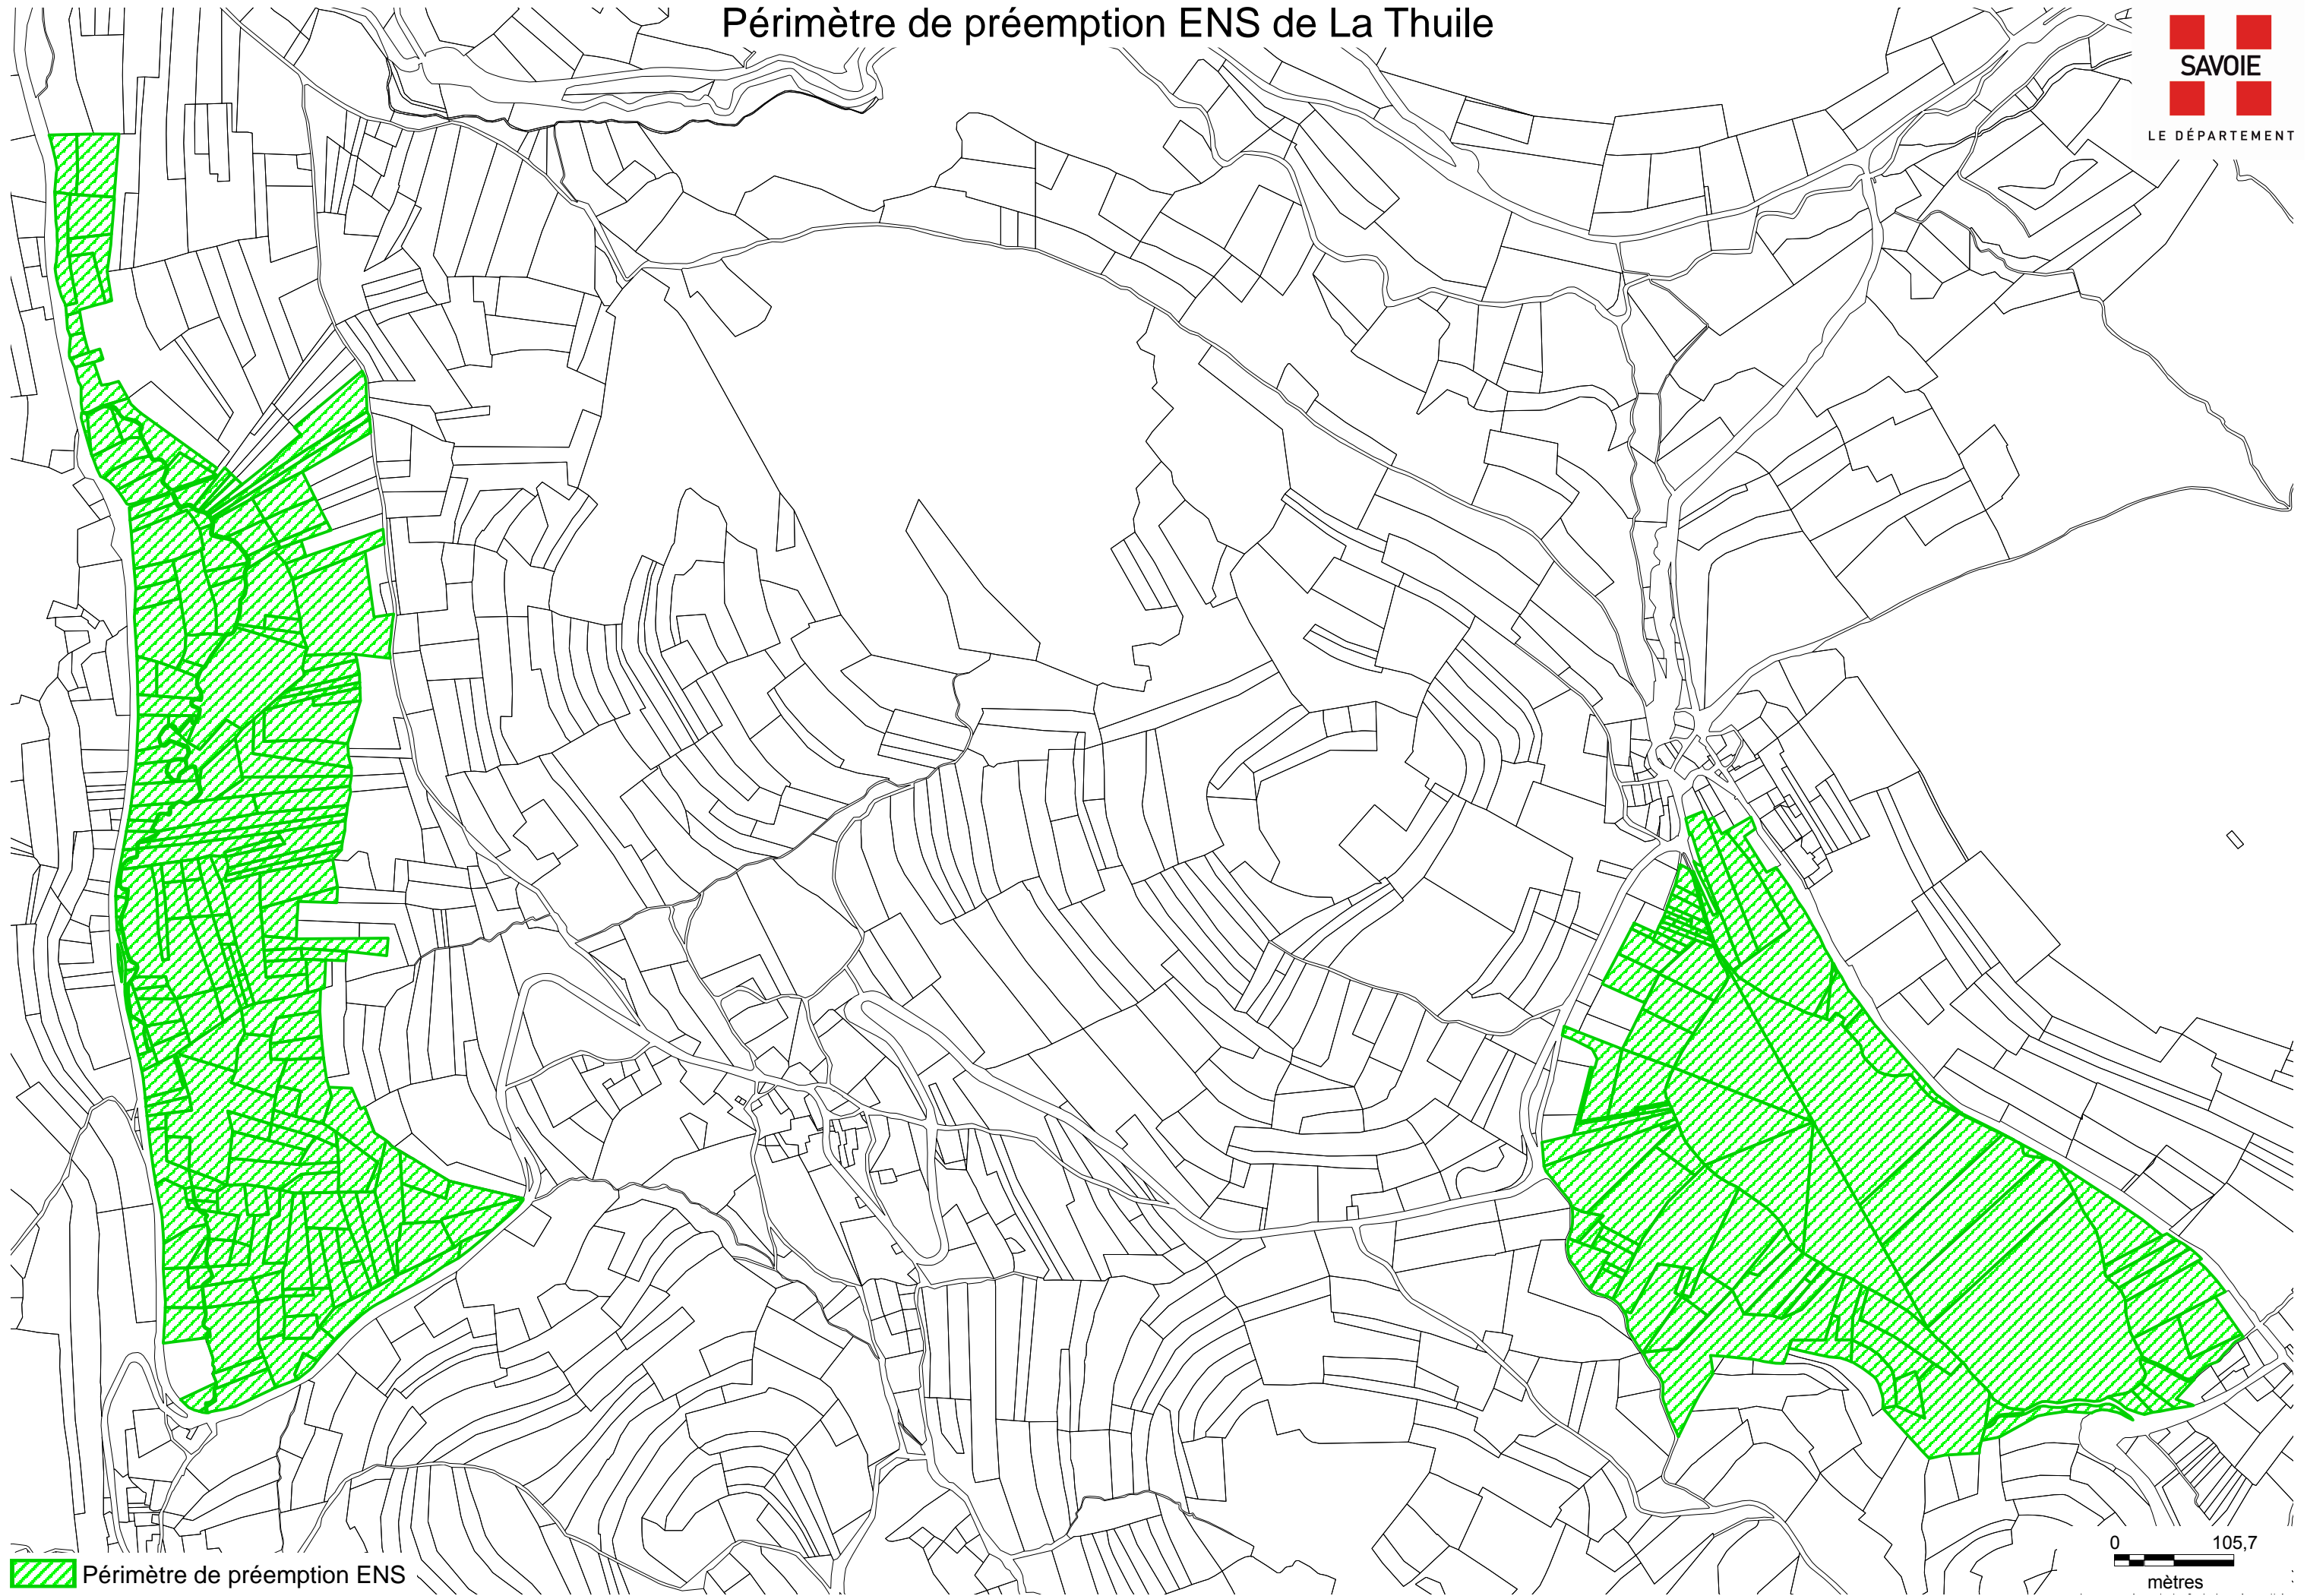 Périmètre de préemption ENS de La Thuile
SAVOIE
LE DÉPARTEMENT
Périmètre de préemption ENS
0 105,7
mètres